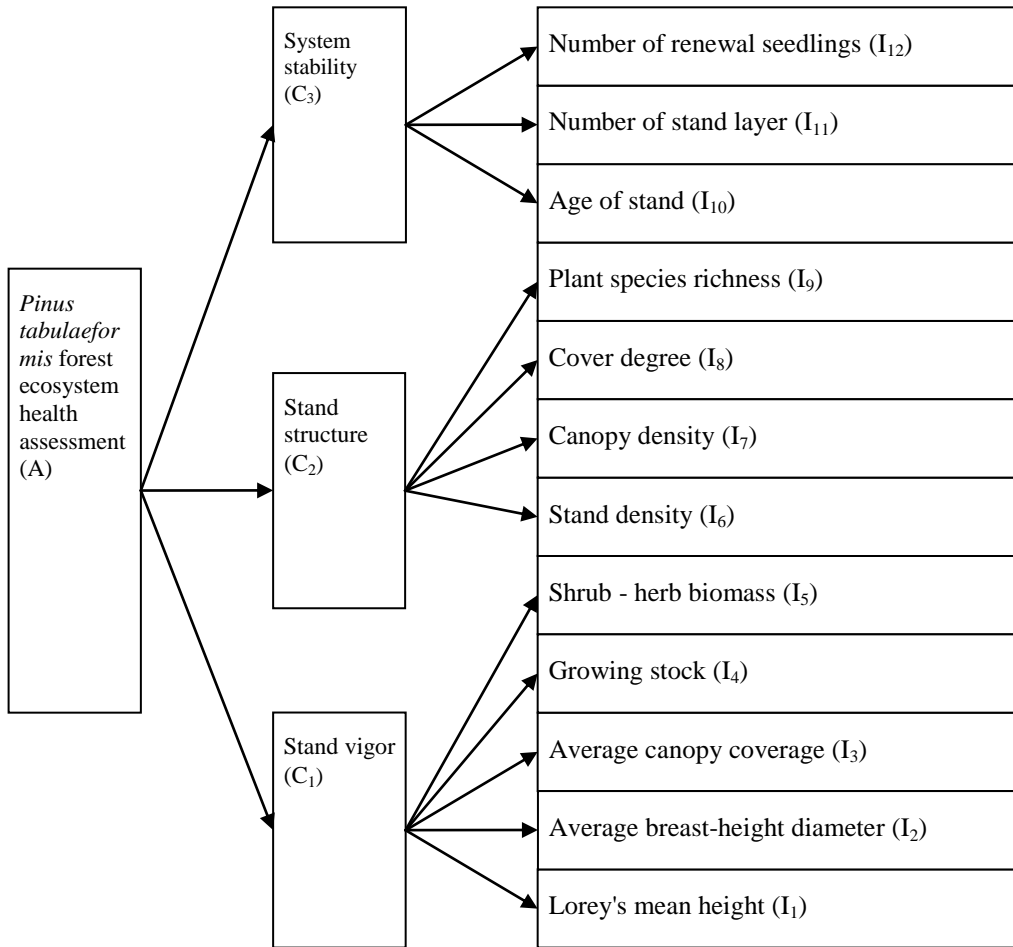 Pinus
tabulaefor
mis forest
ecosystem
health
assessment
(A)
System
stability
(C₃)
Stand
structure
(C₂)
Stand vigor
(C₁)
Number of renewal seedlings (I₁₂)
Number of stand layer (I₁₁)
Age of stand (I₁₀)
Plant species richness (I₉)
Cover degree (I₈)
Canopy density (I₇)
Stand density (I₆)
Shrub - herb biomass (I₅)
Growing stock (I₄)
Average canopy coverage (I₃)
Average breast-height diameter (I₂)
Lorey's mean height (I₁)